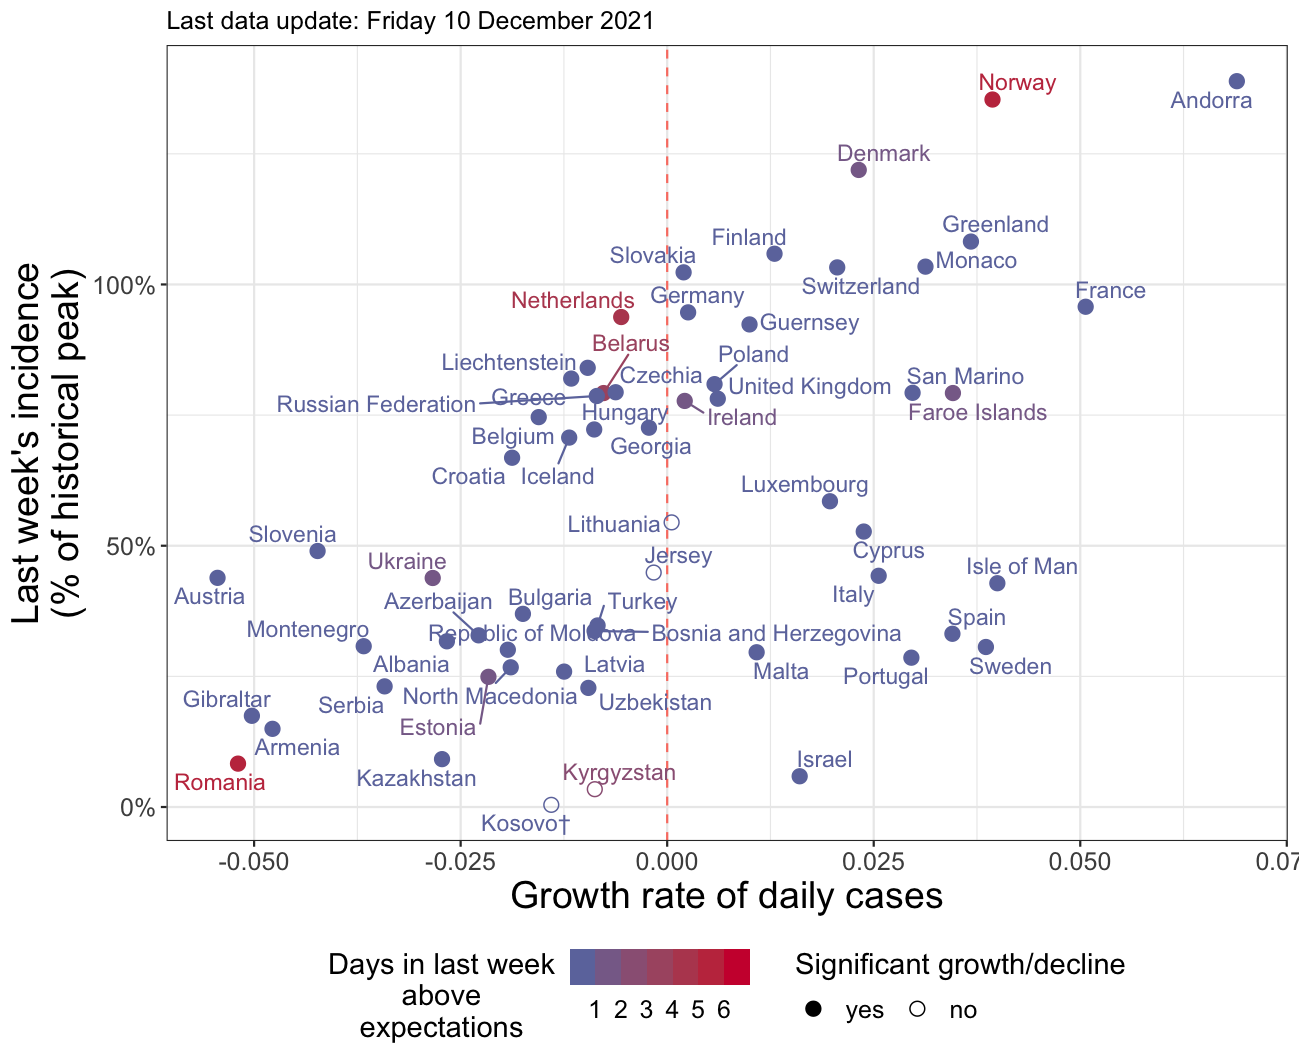 Last data update: Friday 10 December 2021
Norway
Andorra
Denmark
Greenland
Finland
Slovakia
Monaco
Switzerland
France
Netherlands
Germany
Guernsey
Belarus
Poland
Liechtenstein
Czechia
San Marino
United Kingdom
Greece
Russian Federation
Hungary
Ireland
Faroe Islands
Belgium
Georgia
Croatia
Iceland
Luxembourg
Lithuania
Slovenia
Cyprus
Jersey
Ukraine
Isle of Man
Austria
Italy
Azerbaijan
Bulgaria
Turkey
Spain
Montenegro
Republic of Moldova
Bosnia and Herzegovina
Albania
Latvia
Malta
Sweden
Portugal
Gibraltar
Serbia
North Macedonia
Uzbekistan
Estonia
Armenia
Israel
Romania
Kazakhstan
Kyrgyzstan
Kosovo†
100%
50%
0%
Last week's incidence
(% of historical peak)
-0.050 -0.025 0.000 0.025 0.050 0.07
Growth rate of daily cases
Days in last week
above
expectations
1 2 3 4 5 6
Significant growth/decline
yes no